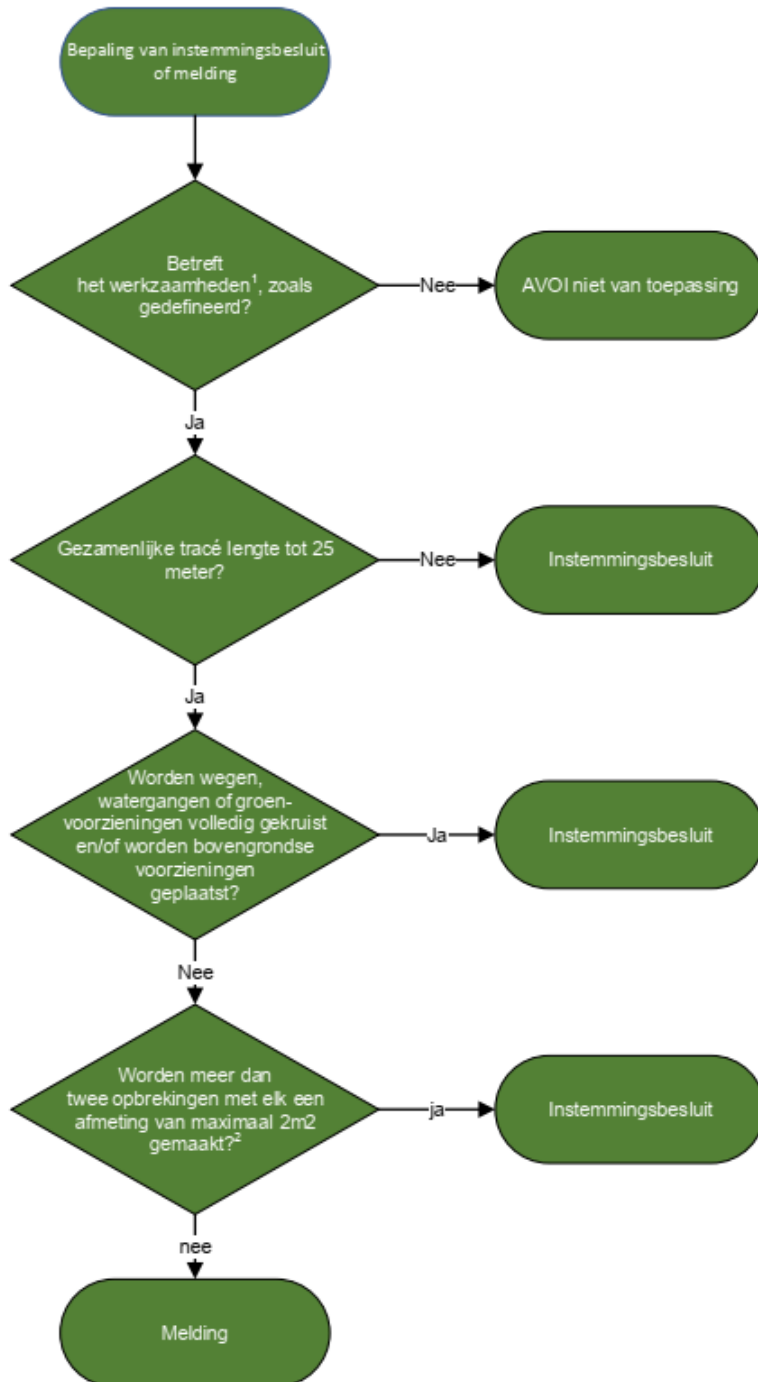 Bepaling van instemmingsbesluit
of melding
Betreft
het werkzaamheden¹, zoals
gedefineerd?
Nee
AVOI niet van toepassing
Ja
Gezamenlijke tracé lengte tot 25
meter?
Nee
Instemmingsbesluit
Ja
Worden wegen,
watergangen of groen-
voorzieningen volledig gekruist
en/of worden bovengrondse
voorzieningen
geplaatst?
Ja
Instemmingsbesluit
Nee
Worden meer dan
twee opbrekingen met elk een
afmeting van maximaal 2m2
gemaakt?²
ja
Instemmingsbesluit
nee
Melding